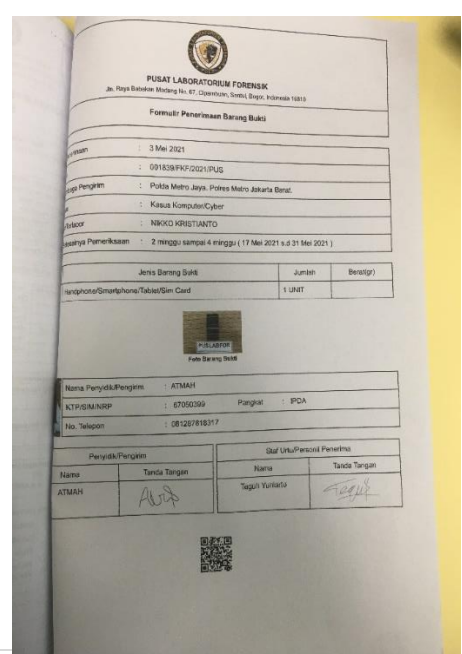 PUSAT LABORATORIUM FORENSIK
Jln. Raya Babakan Madang No. 67, Cipambuan, Sentul, Bogor, Indonesia 16810
Formulir Penerimaan Barang Bukti
: 3 Mei 2021
: 001839/FKF/2021/PUS
Pengirim : Polda Metro Jaya, Polres Metro Jakarta Barat.
: Kasus Komputer/Cyber
Terlapor : NIKKO KRISTIANTO
Pemeriksaan : 2 minggu sampai 4 minggu ( 17 Mei 2021 s.d 31 Mei 2021 )
Jenis Barang Bukti Jumlah Berat(gr)
Handphone/Smartphone/Tablet/Sim Card 1 UNIT
PUSLABFOR
Foto Barang Bukti
Nama Penyidik/Pengirim : ATMAH
KTP/SIM/NRP : 67050399 Pangkat : IPDA
No. Telepon : 081287818317
Penyidik/Pengirim Staf Urtu/Personil Penerima
Nama Tanda Tangan Nama Tanda Tangan
ATMAH Teguh Yuniarto